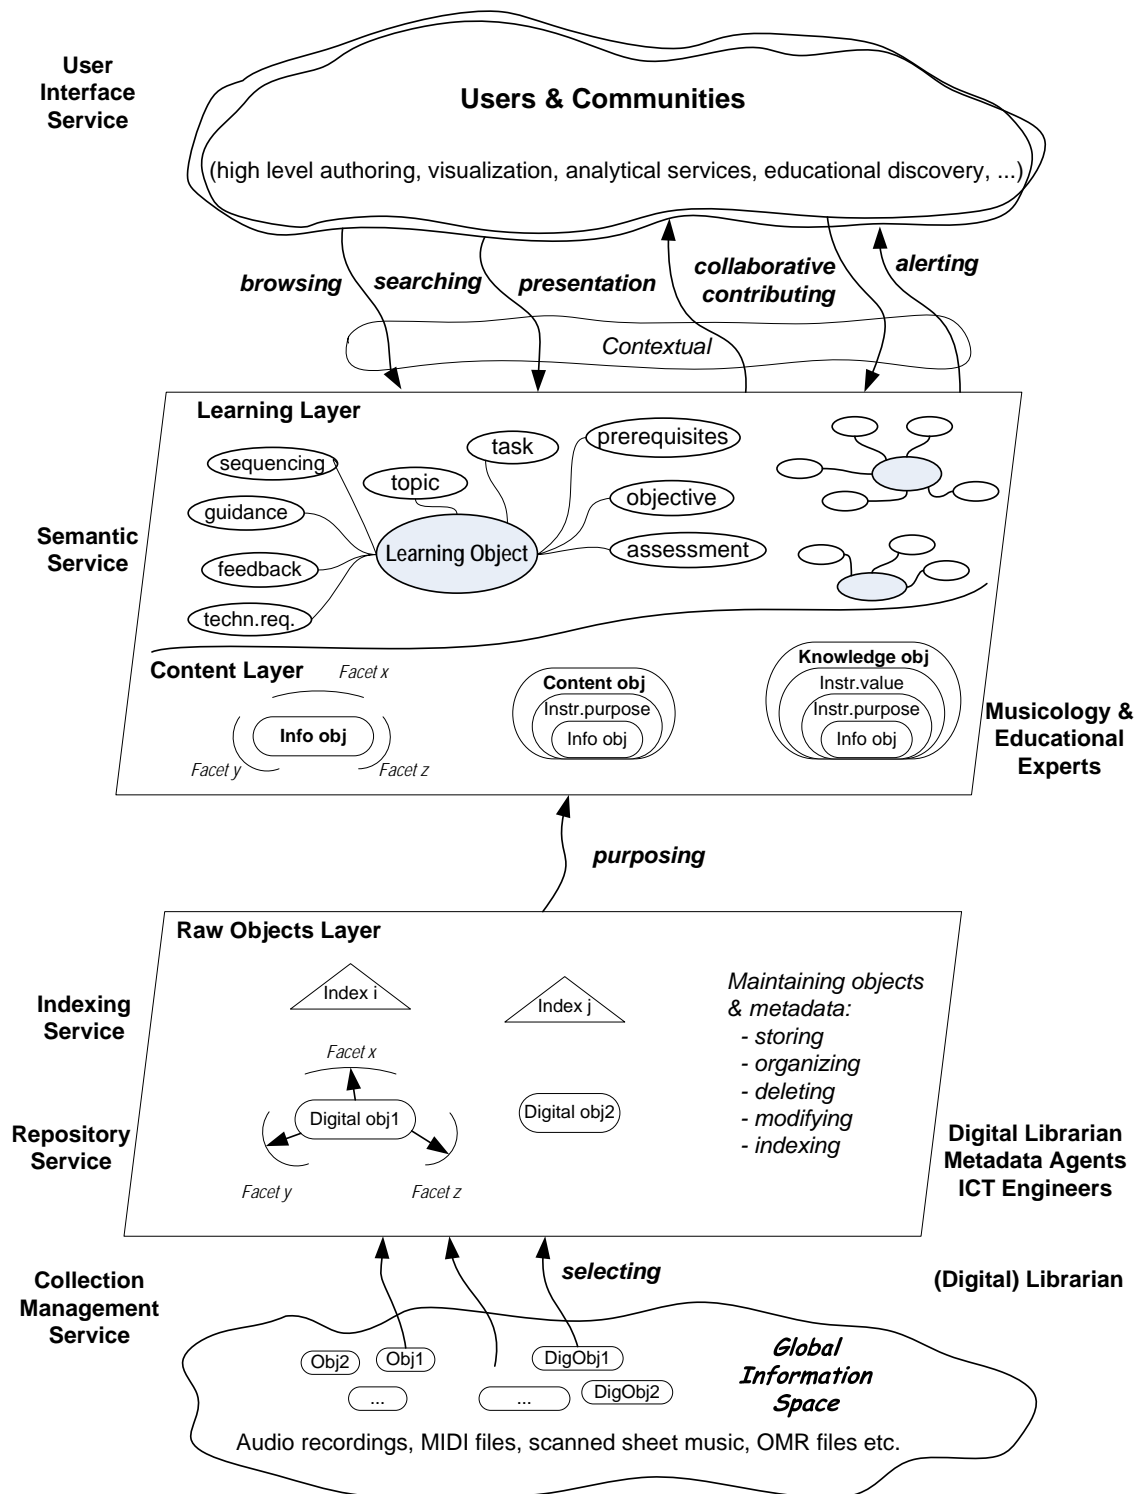 User
Interface
Service
Users & Communities
(high level authoring, visualization, analytical services, educational discovery, ...)
browsing
searching
presentation
collaborative
contributing
alerting
Contextual
Learning Layer
sequencing
guidance
feedback
techn.req.
topic
task
Learning Object
prerequisites
objective
assessment
Semantic
Service
Content Layer
Facet x
Info obj
Facet y
Facet z
Content obj
Instr.purpose
Info obj
Knowledge obj
Instr.value
Instr.purpose
Info obj
Musicology &
Educational
Experts
purposing
Raw Objects Layer
Indexing
Service
Index i
Index j
Maintaining objects
& metadata:
- storing
- organizing
- deleting
- modifying
- indexing
Facet x
Digital obj1
Facet y
Facet z
Digital obj2
Repository
Service
Digital Librarian
Metadata Agents
ICT Engineers
selecting
Collection
Management
Service
(Digital) Librarian
Obj2
Obj1
...
DigObj1
...
DigObj2
Global
Information
Space
Audio recordings, MIDI files, scanned sheet music, OMR files etc.